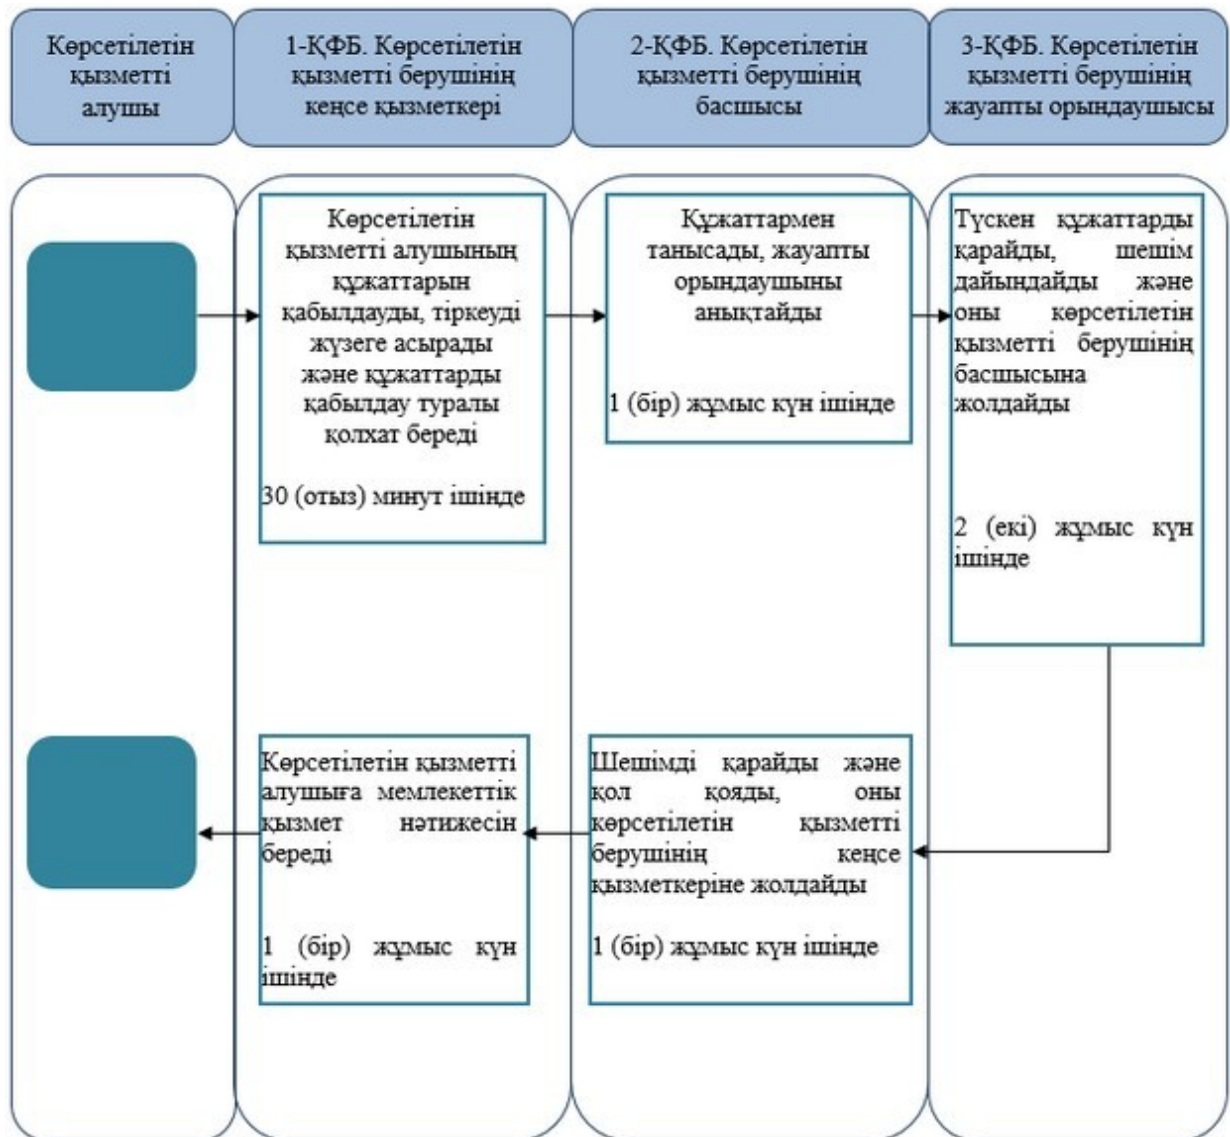 Көрсетілетін
қызметті
алушы
1-ҚФБ. Көрсетілетін
қызметті берушінің
кеңсе қызметкері
2-ҚФБ. Көрсетілетін
қызметті берушінің
басшысы
3-ҚФБ. Көрсетілетін
қызметті берушінің
жауапты орындаушысы
Көрсетілетін
қызметті алушының
құжаттарын
қабылдауды, тіркеуді
жүзеге асырады
және құжаттарды
қабылдау туралы
қолхат береді
30 (отыз) минут ішінде
Құжаттармен
танысады, жауапты
орындаушыны
анықтайды
1 (бір) жұмыс күн ішінде
Түскен құжаттарды
қарайды, шешім
дайындайды және
оны көрсетілетін
қызметті берушінің
басшысына
жолдайды
2 (екі) жұмыс күн
ішінде
Көрсетілетін қызметті
алушыға мемлекеттік
қызмет нәтижесін
береді
1 (бір) жұмыс күн
ішінде
Шешімді қарайды және
қол қояды, оны
көрсетілетін қызметті
берушінің кеңсе
қызметкеріне жолдайды
1 (бір) жұмыс күн ішінде